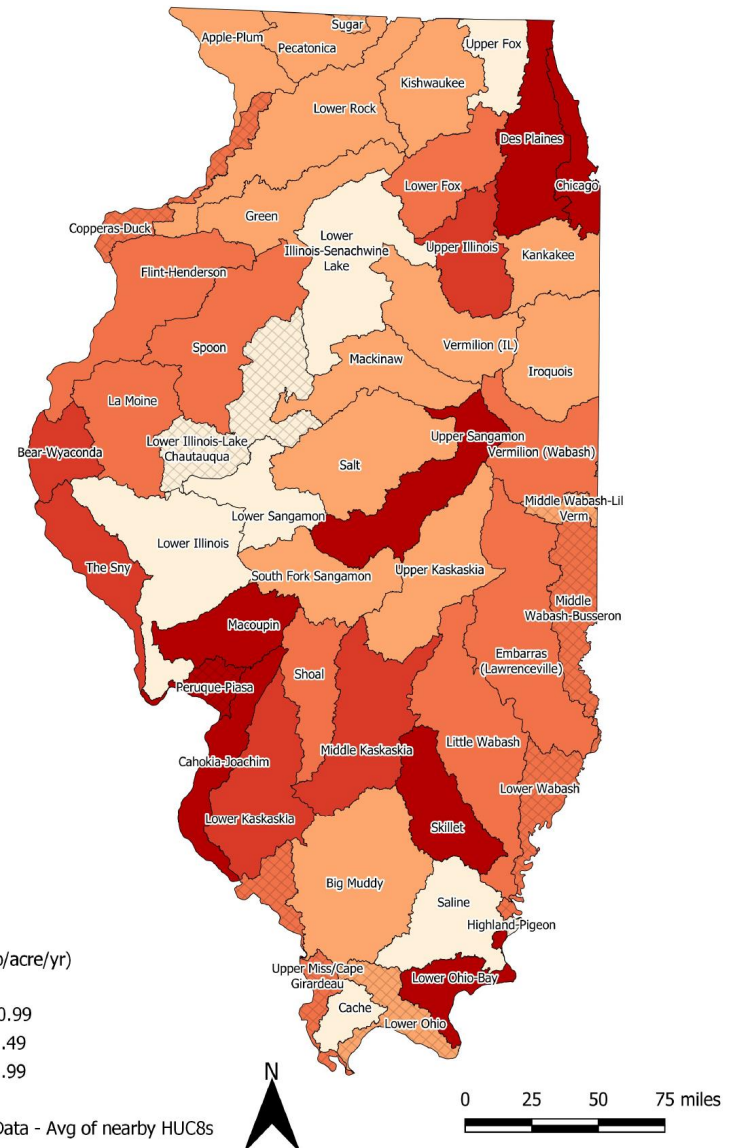 Sugar
Apple-Plum
Pecatonica
Upper Fox
Kishwaukee
Lower Rock
Des Plaines
Lower Fox
Chicago
Green
Copperas-Duck
Lower
Illinois-Senachwine
Lake
Upper Illinois
Kankakee
Flint-Henderson
Spoon
Vermilion (IL)
Mackinaw
Iroquois
La Moine
Upper Sangamon
Lower Illinois-Lake
Chautauqua
Bear-Wyaconda
Vermilion (Wabash)
Salt
Middle Wabash-Lil
Verm
Lower Sangamon
Lower Illinois
The Sny
South Fork Sangamon
Upper Kaskaskia
Middle
Wabash-Busseron
Macoupin
Embarras
(Lawrenceville)
Shoal
Peruque-Piasa
Little Wabash
Middle Kaskaskia
Cahokia-Joachim
Lower Wabash
Lower Kaskaskia
Skillet
Big Muddy
Saline
Highland-Pigeon
Upper Miss/Cape
Girardeau
Lower Ohio-Bay
Cache
Lower Ohio
/acre/yr)
0.99
.49
.99
Data - Avg of nearby HUC8s
N
0 25 50 75 miles